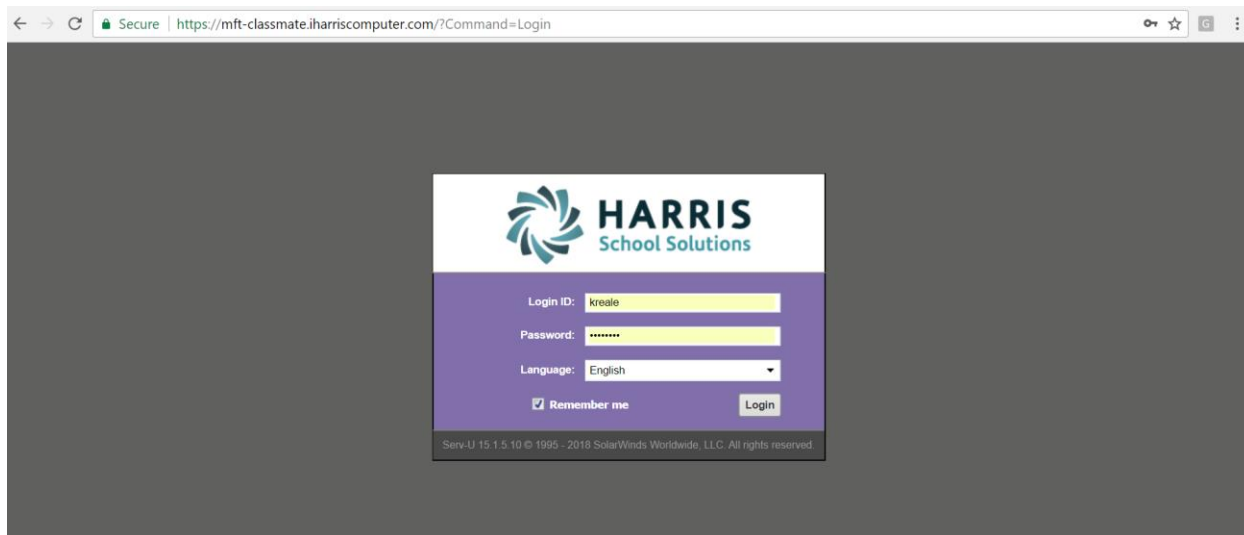 Secure | https://mft-classmate.iharriscomputer.com/?Command=Login
G
HARRIS
School Solutions
Login ID: kreale
Password: ••••••••
Language: English
Remember me Login
Serv-U 15.1.5.10 © 1995 - 2018 SolarWinds Worldwide, LLC. All rights reserved.